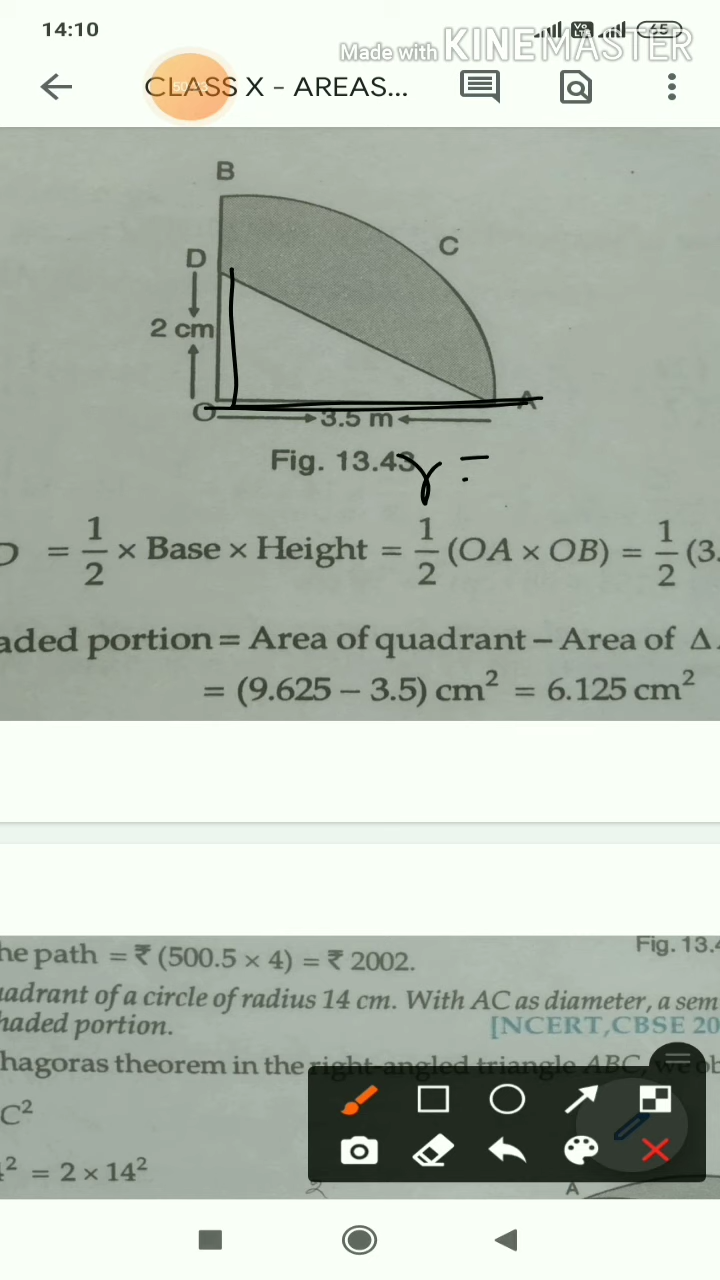 14:10
Made with KINEMASTER
65
CLASS X - AREAS...
B
C
D
2 cm
O
A
3.5 m
Fig. 13.43
r =
= 1/2 × Base × Height = 1/2 (OA × OB) = 1/2 (3.
aded portion = Area of quadrant – Area of Δ
= (9.625 – 3.5) cm² = 6.125 cm²
Fig. 13.4
he path = ₹ (500.5 × 4) = ₹ 2002.
uadrant of a circle of radius 14 cm. With AC as diameter, a sem
haded portion. [NCERT, CBSE 20
hagoras theorem in the right-angled triangle ABC, we ob
C²
² = 2 × 14²
A